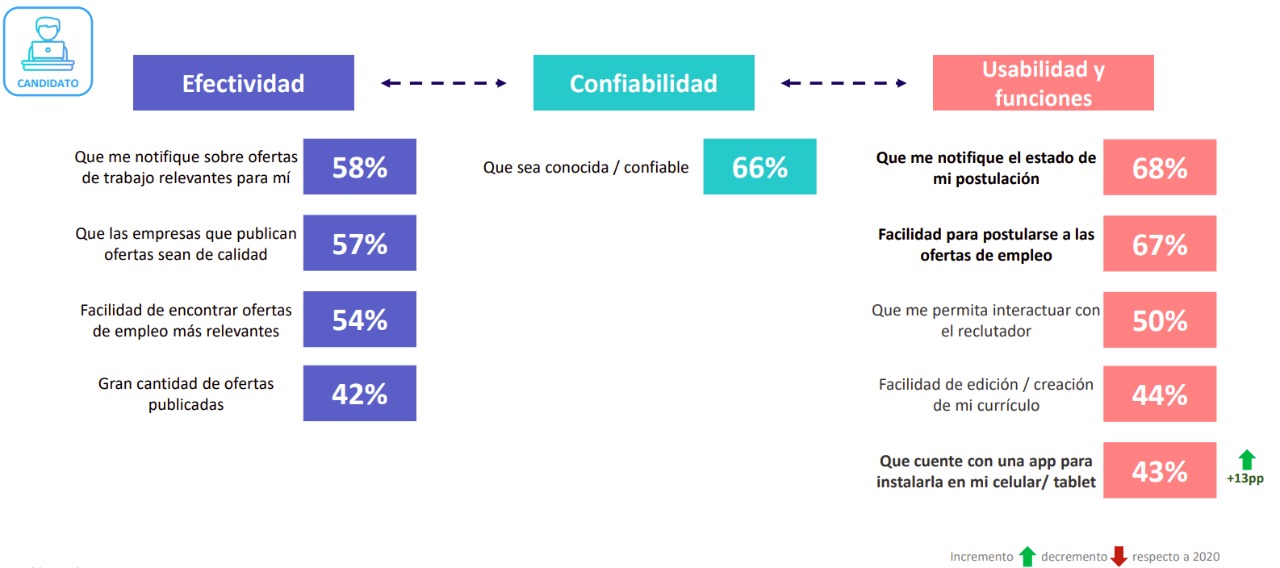 CANDIDATO
Efectividad
Que me notifique sobre ofertas
de trabajo relevantes para mí
58%
Que las empresas que publican
ofertas sean de calidad
57%
Facilidad de encontrar ofertas
de empleo más relevantes
54%
Gran cantidad de ofertas
publicadas
42%
Confiabilidad
Que sea conocida / confiable
66%
Usabilidad y
funciones
Que me notifique el estado de
mi postulación
68%
Facilidad para postularse a las
ofertas de empleo
67%
Que me permita interactuar con
el reclutador
50%
Facilidad de edición / creación
de mi currículo
44%
Que cuente con una app para
instalarla en mi celular/ tablet
43%
+13pp
Incremento decremento respecto a 2020